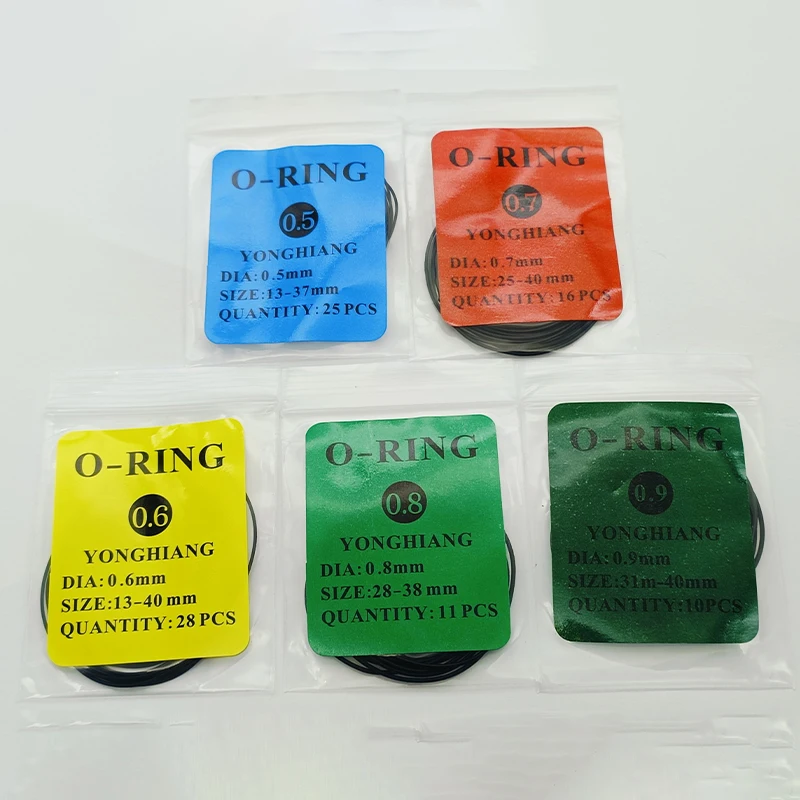 O-RING
0.5
YONGHIANG
DIA:0.5mm
SIZE:13-37mm
QUANTITY:25 PCS
O-RING
0.7
YONGHIANG
DIA:0.7mm
SIZE:25-40 mm
QUANTITY:16 PCS
O-RING
0.6
YONGHIANG
DIA:0.6mm
SIZE:13-40 mm
QUANTITY:28 PCS
O-RING
0.8
YONGHIANG
DIA:0.8mm
SIZE:28-38 mm
QUANTITY:11 PCS
O-RING
0.9
YONGHIANG
DIA:0.9mm
SIZE:31m-40mm
QUANTITY:10PCS